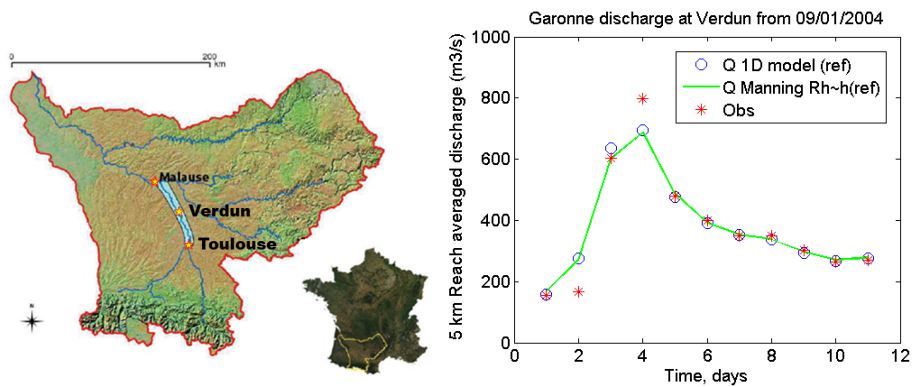 0
200
km
Malause
Verdun
Toulouse
N
Garonne discharge at Verdun from 09/01/2004
5 km Reach averaged discharge (m3/s)
1000
800
600
400
200
0
Q 1D model (ref)
Q Manning Rh~h(ref)
Obs
0 2 4 6 8 10 12
Time, days